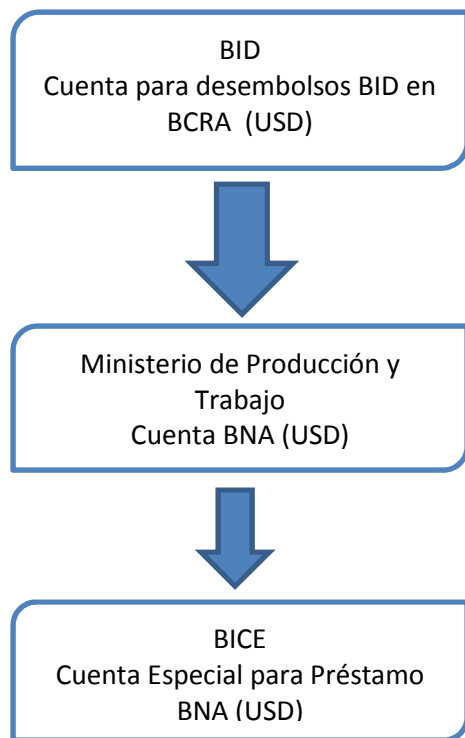 BID
Cuenta para desembolsos BID en
BCRA (USD)
Ministerio de Producción y
Trabajo
Cuenta BNA (USD)
BICE
Cuenta Especial para Préstamo
BNA (USD)